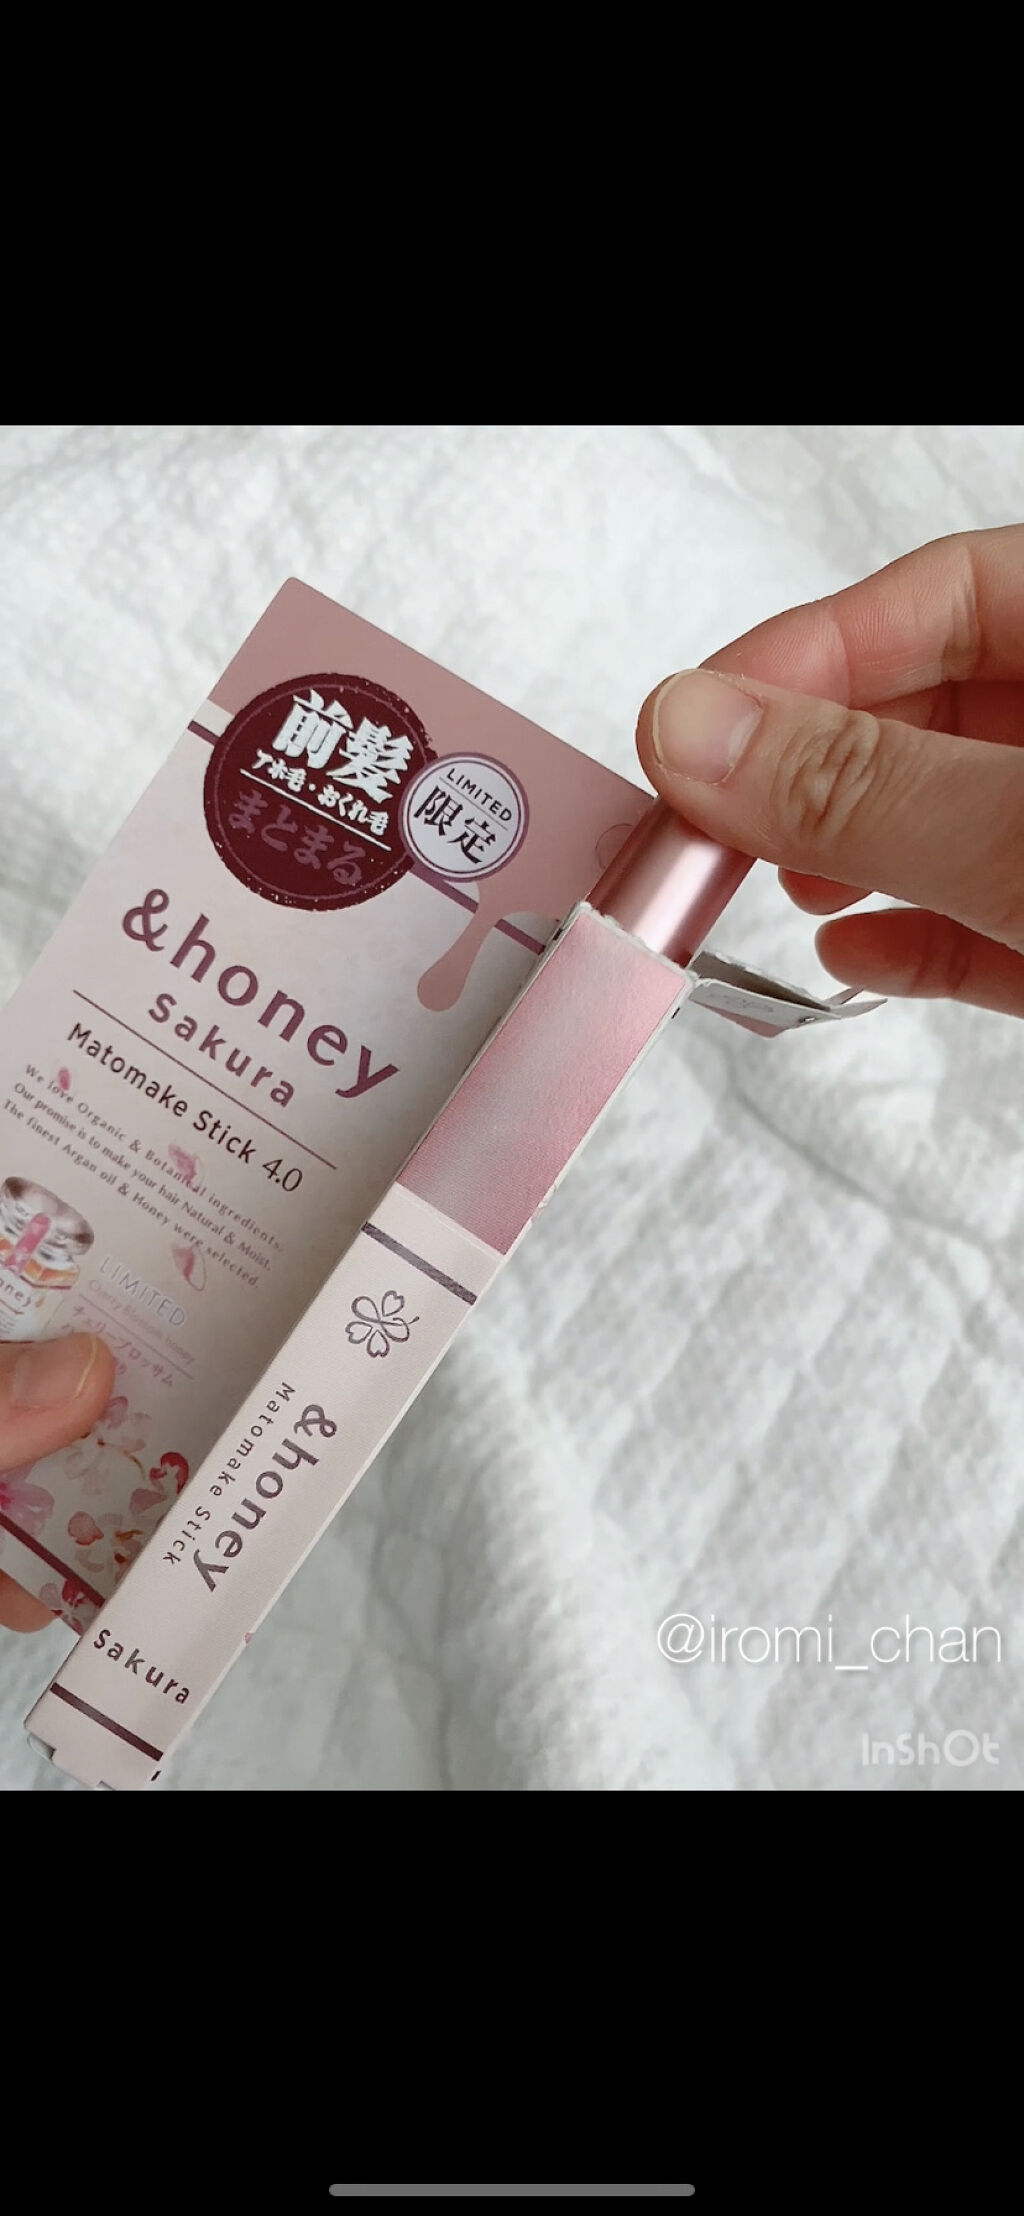 前髪
アホ毛・おくれ毛
まとまる
LIMITED
限定
&honey
sakura
Matomake Stick 4.0
We love Organic & Botanical ingredients.
Our promise is to make your hair Natural & Moist.
The finest Argan oil & Honey were selected.
LIMITED
Cherry Blossom honey
チェリーブロッサム
&honey
Matomake Stick
sakura
@iromi_chan
InShOt